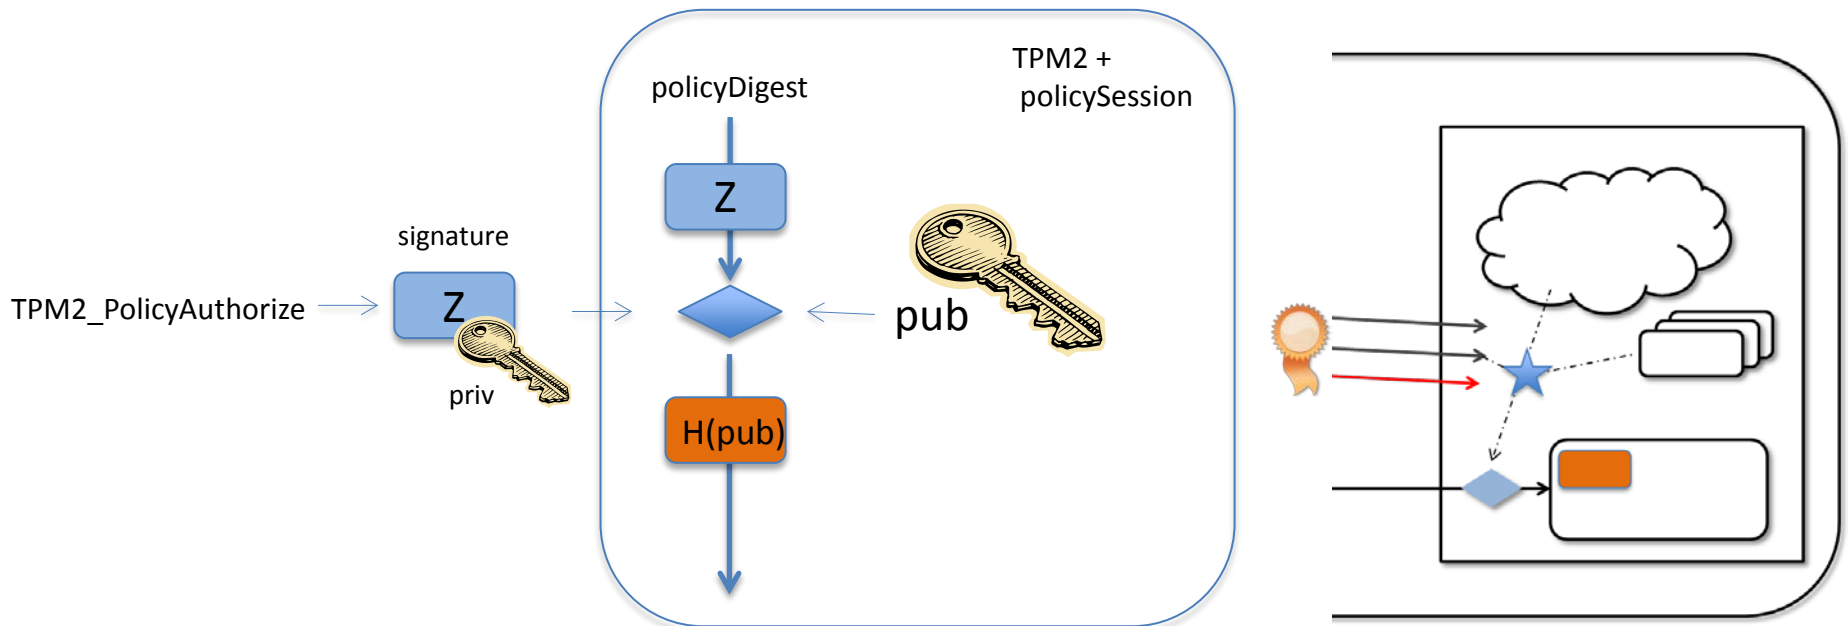 TPM2 +
policySession
policyDigest
Z
signature
TPM2_PolicyAuthorize
Z
pub
priv
H(pub)